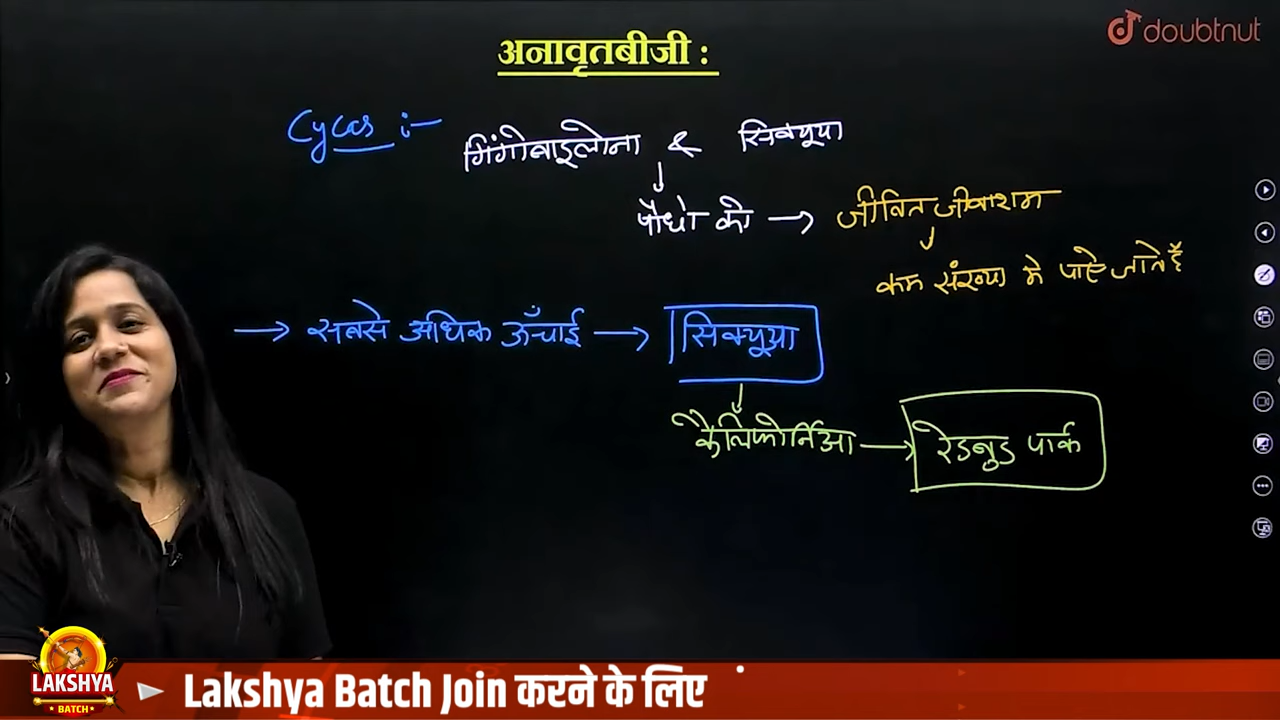 अनावृतबीजी :
doubtnut
Cycas :-
गिंगोबाइलोना & सिक्यूया
पौधो को → जीवित जीवाश्म
कम संख्या मे पाऐ जाते हैं
→ सबसे अधिक ऊँचाई → सिक्यूया
कैलिफोर्निआ → रेडवुड पार्क
LAKSHYA
BATCH
Lakshya Batch Join करने के लिए